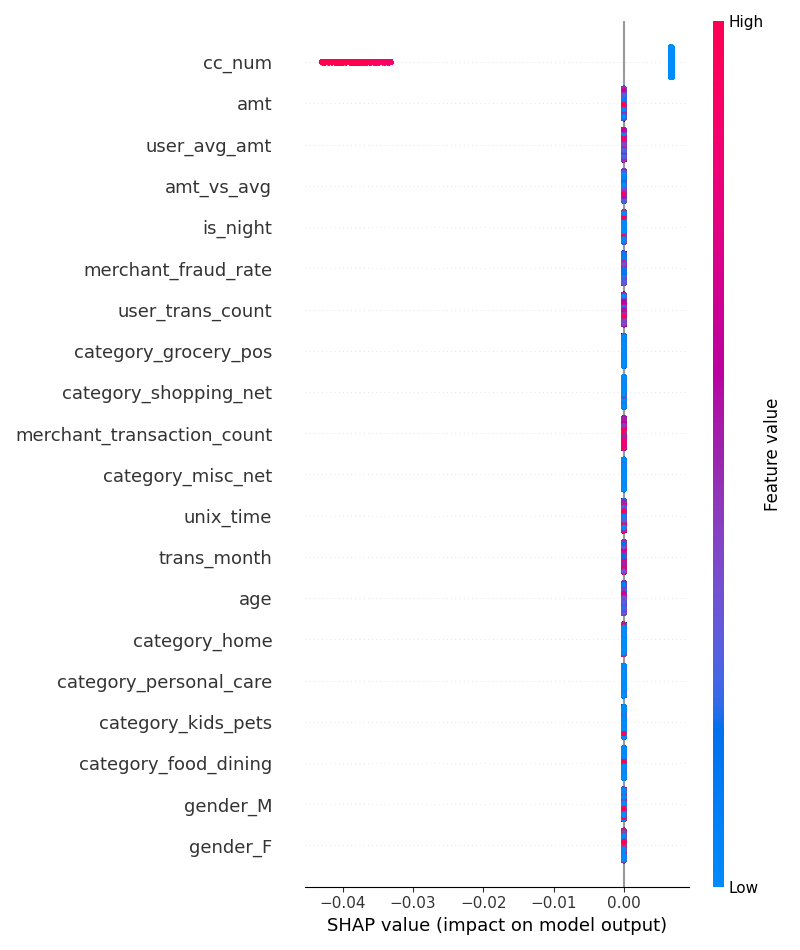 High
cc_num
amt
user_avg_amt
amt_vs_avg
is_night
merchant_fraud_rate
user_trans_count
category_grocery_pos
category_shopping_net
merchant_transaction_count
category_misc_net
unix_time
trans_month
age
category_home
category_personal_care
category_kids_pets
category_food_dining
gender_M
gender_F
Feature value
Low
−0.04 −0.03 −0.02 −0.01 0.00
SHAP value (impact on model output)